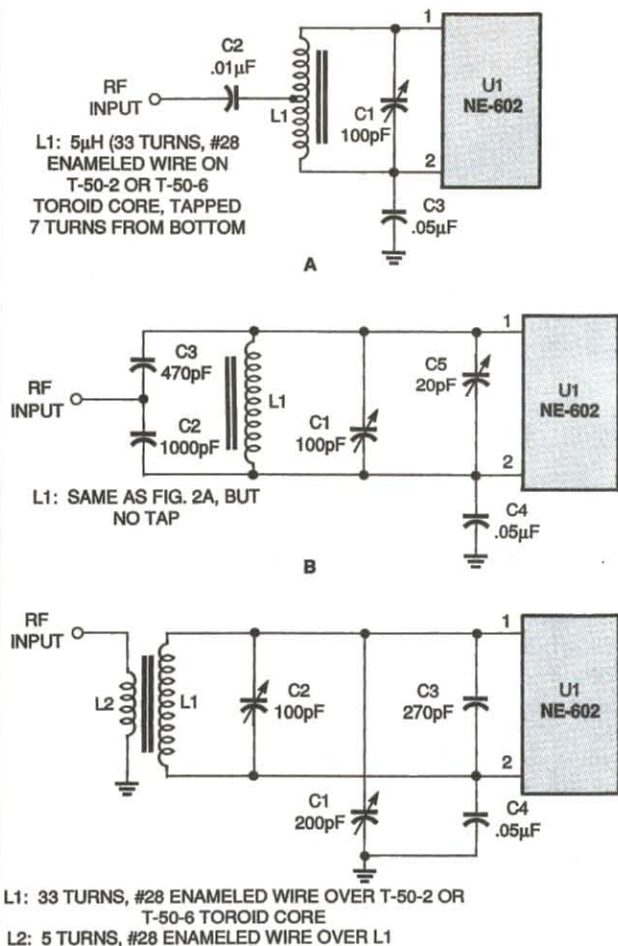 C2
.01µF
RF
INPUT
L1
C1
100pF
1
2
U1
NE-602
C3
.05µF
L1: 5µH (33 TURNS, #28
ENAMELED WIRE ON
T-50-2 OR T-50-6
TOROID CORE, TAPPED
7 TURNS FROM BOTTOM
A
RF
INPUT
C3
470pF
C2
1000pF
L1
C1
100pF
C5
20pF
1
2
U1
NE-602
C4
.05µF
L1: SAME AS FIG. 2A, BUT
NO TAP
B
RF
INPUT
L2
L1
C2
100pF
C1
200pF
C3
270pF
1
2
U1
NE-602
C4
.05µF
L1: 33 TURNS, #28 ENAMELED WIRE OVER T-50-2 OR
T-50-6 TOROID CORE
L2: 5 TURNS, #28 ENAMELED WIRE OVER L1